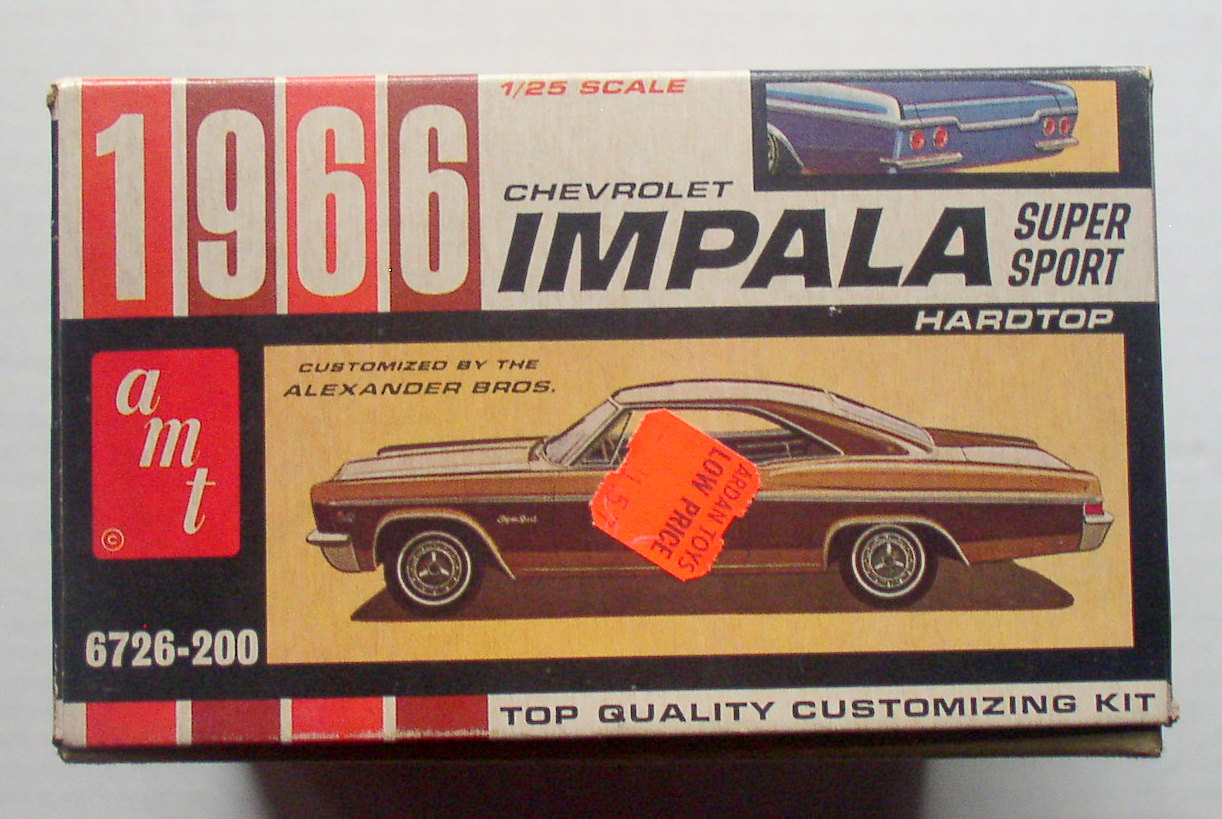 1966
1/25 SCALE
CHEVROLET
IMPALA
SUPER
SPORT
HARDTOP
CUSTOMIZED BY THE
ALEXANDER BROS.
amt
©
6726-200
ARDAN TOYS
LOW PRICE
TOP QUALITY CUSTOMIZING KIT